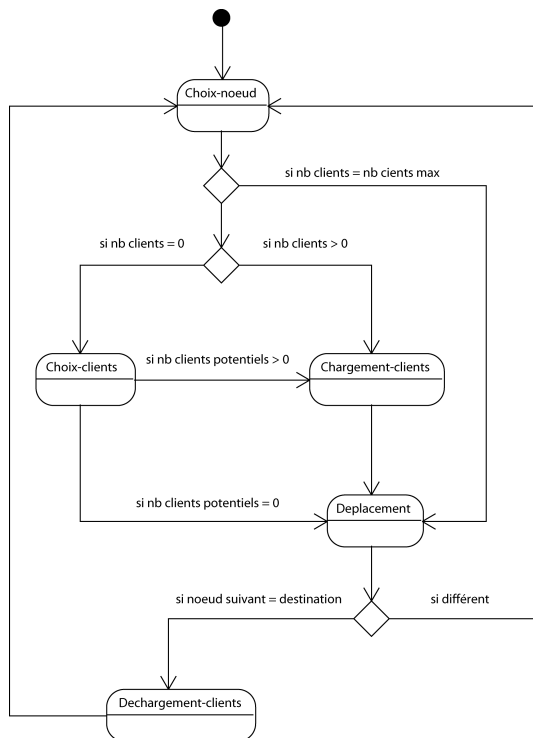 Choix-noeud
si nb clients = nb cients max
si nb clients = 0
si nb clients > 0
Choix-clients
si nb clients potentiels > 0
Chargement-clients
si nb clients potentiels = 0
Deplacement
si noeud suivant = destination
si différent
Dechargement-clients